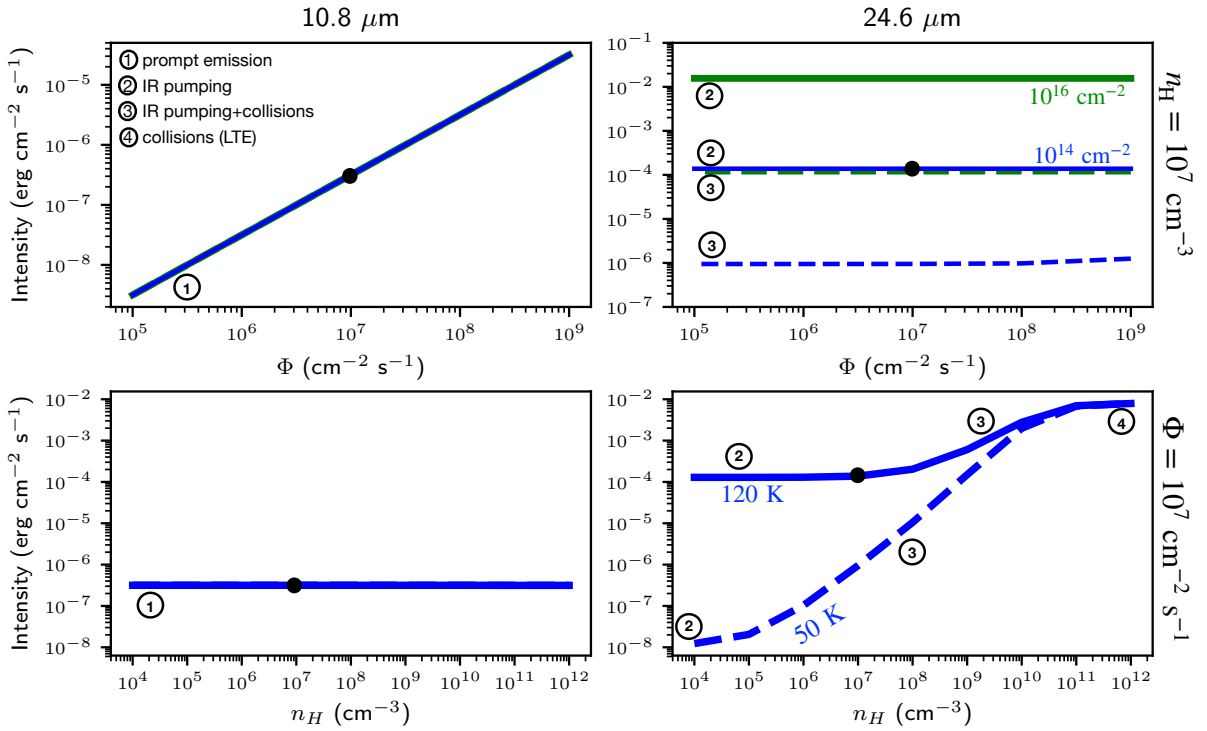 10.8 μm
24.6 μm
Intensity (erg cm⁻² s⁻¹)
10⁻⁵
10⁻⁶
10⁻⁷
10⁻⁸
1 prompt emission
2 IR pumping
3 IR pumping+collisions
4 collisions (LTE)
1
10⁵ 10⁶ 10⁷ 10⁸ 10⁹
Φ (cm⁻² s⁻¹)
10⁻¹
10⁻²
10⁻³
10⁻⁴
10⁻⁵
10⁻⁶
10⁻⁷
2
10¹⁶ cm⁻²
2
10¹⁴ cm⁻²
3
3
10⁵ 10⁶ 10⁷ 10⁸ 10⁹
Φ (cm⁻² s⁻¹)
n_H = 10⁷ cm⁻³
Intensity (erg cm⁻² s⁻¹)
10⁻²
10⁻³
10⁻⁴
10⁻⁵
10⁻⁶
10⁻⁷
10⁻⁸
1
10⁴ 10⁵ 10⁶ 10⁷ 10⁸ 10⁹ 10¹⁰ 10¹¹ 10¹²
n_H (cm⁻³)
10⁻²
10⁻³
10⁻⁴
10⁻⁵
10⁻⁶
10⁻⁷
10⁻⁸
3
4
2
120 K
3
2
50 K
10⁴ 10⁵ 10⁶ 10⁷ 10⁸ 10⁹ 10¹⁰ 10¹¹ 10¹²
n_H (cm⁻³)
Φ = 10⁷ cm⁻² s⁻¹